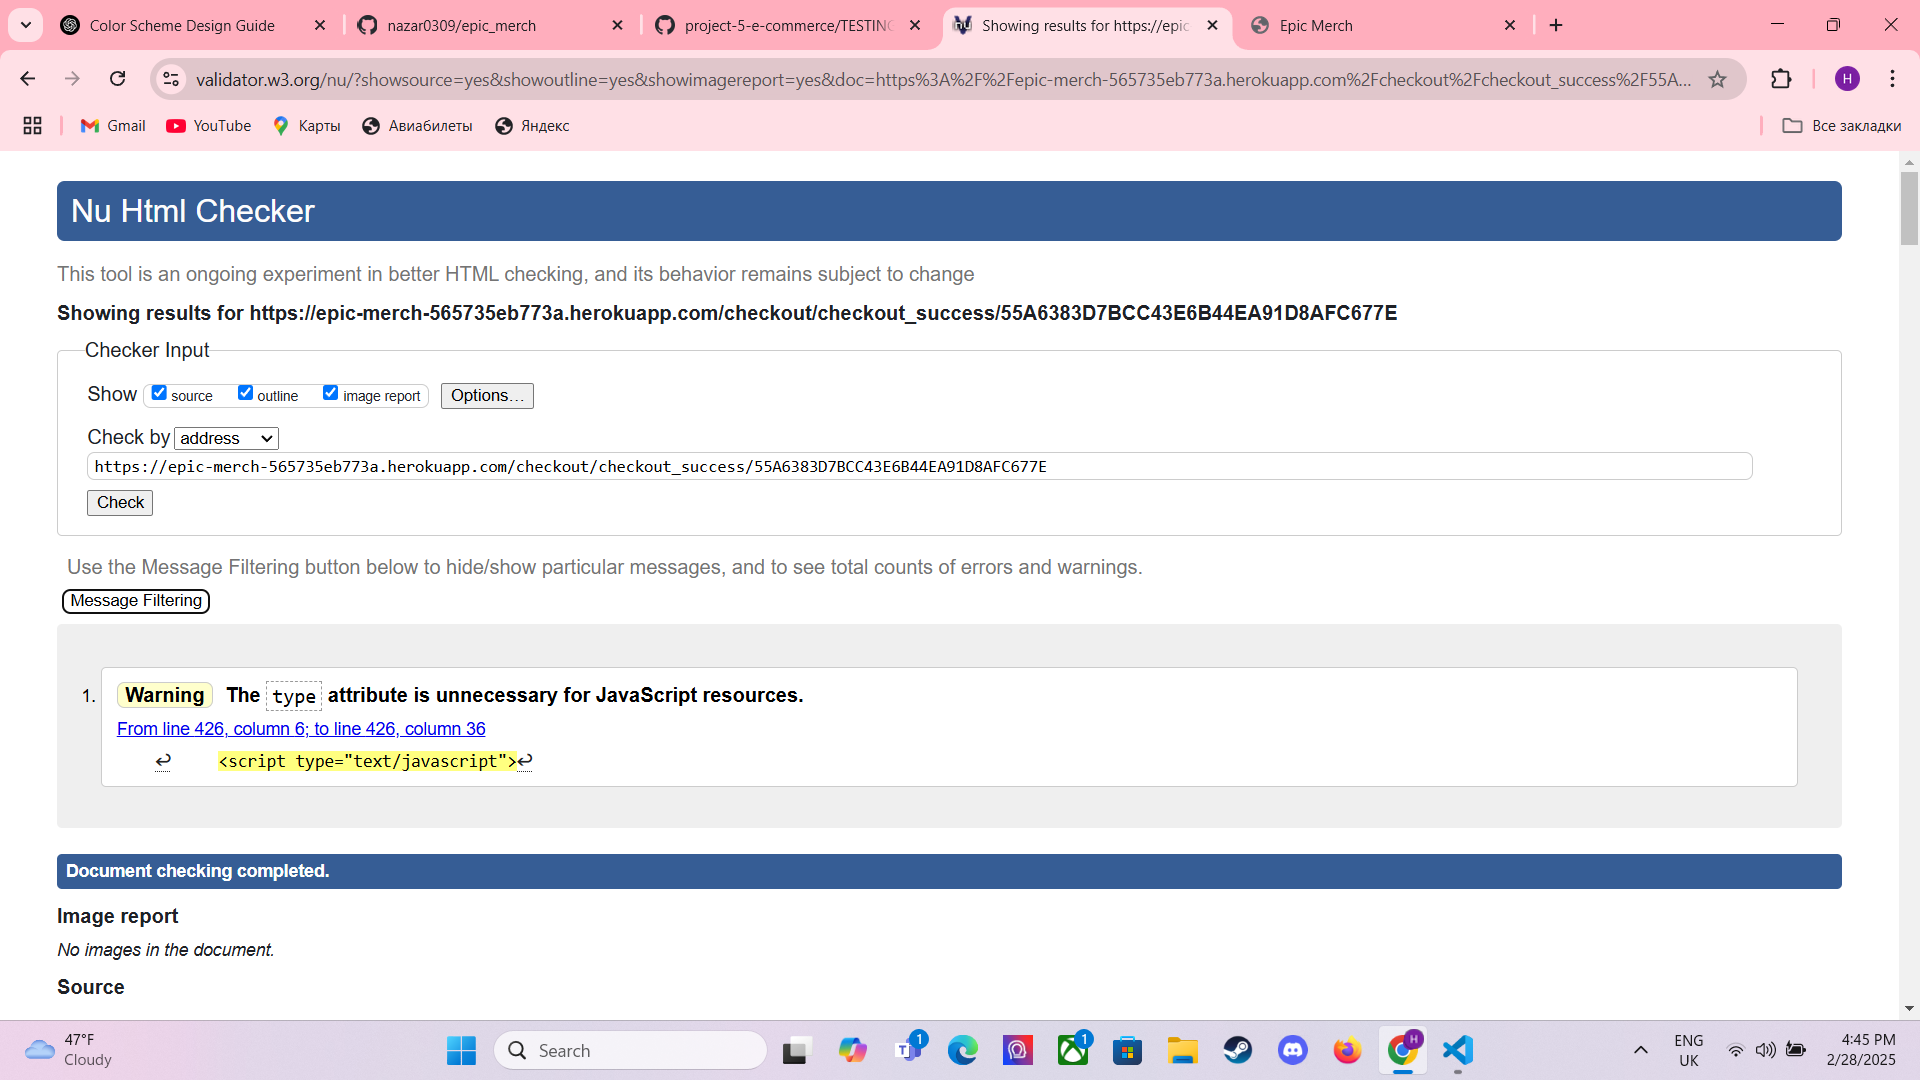 Color Scheme Design Guide
nazar0309/epic_merch
project-5-e-commerce/TESTING
Showing results for https://epic
Epic Merch
validator.w3.org/nu/?showsource=yes&showoutline=yes&showimagereport=yes&doc=https%3A%2F%2Fepic-merch-565735eb773a.herokuapp.com%2Fcheckout%2Fcheckout_success%2F55A...
H
Gmail
YouTube
Карты
Авиабилеты
Яндекс
Все закладки
Nu Html Checker
This tool is an ongoing experiment in better HTML checking, and its behavior remains subject to change
Showing results for https://epic-merch-565735eb773a.herokuapp.com/checkout/checkout_success/55A6383D7BCC43E6B44EA91D8AFC677E
Checker Input
Show source outline image report Options...
Check by address
https://epic-merch-565735eb773a.herokuapp.com/checkout/checkout_success/55A6383D7BCC43E6B44EA91D8AFC677E
Check
Use the Message Filtering button below to hide/show particular messages, and to see total counts of errors and warnings.
Message Filtering
1. Warning The type attribute is unnecessary for JavaScript resources.
From line 426, column 6; to line 426, column 36
↩ <script type="text/javascript">↩
Document checking completed.
Image report
No images in the document.
Source
47°F
Cloudy
Search
1
1
H
ENG
UK
4:45 PM
2/28/2025